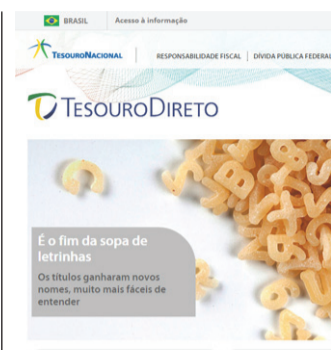 BRASIL Acesso à informação
TESOURONACIONAL RESPONSABILIDADE FISCAL DÍVIDA PÚBLICA FEDERAL
TESOURODIRETO
É o fim da sopa de
letrinhas
Os títulos ganharam novos
nomes, muito mais fáceis de
entender